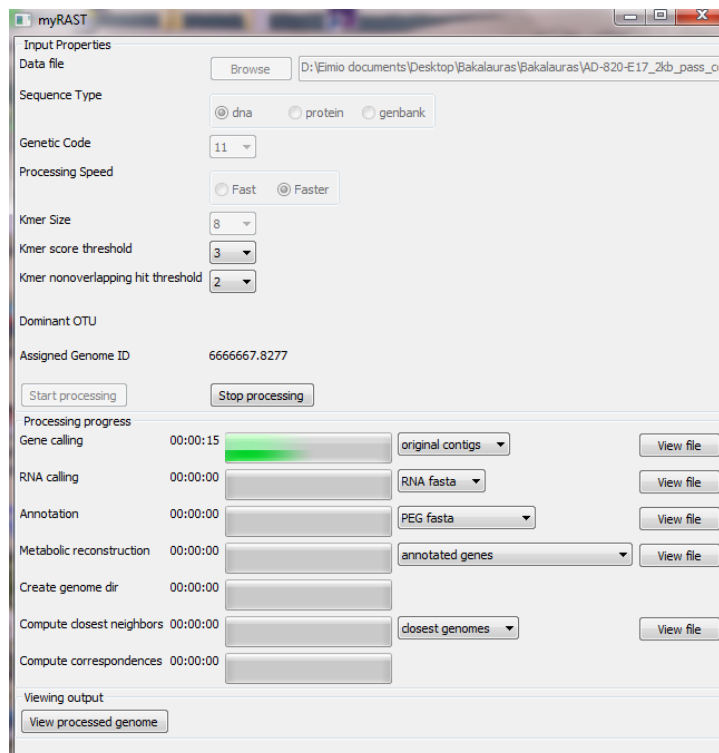 myRAST
Input Properties
Data file
Browse
D:\Eimio documents\Desktop\Bakalauras\Bakalauras\AD-820-E17_2kb_pass_c
Sequence Type
dna protein genbank
Genetic Code
11
Processing Speed
Fast Faster
Kmer Size
8
Kmer score threshold
3
Kmer nonoverlapping hit threshold
2
Dominant OTU
Assigned Genome ID 6666667.8277
Start processing Stop processing
Processing progress
Gene calling 00:00:15 original contigs View file
RNA calling 00:00:00 RNA fasta View file
Annotation 00:00:00 PEG fasta View file
Metabolic reconstruction 00:00:00 annotated genes View file
Create genome dir 00:00:00
Compute closest neighbors 00:00:00 closest genomes View file
Compute correspondences 00:00:00
Viewing output
View processed genome